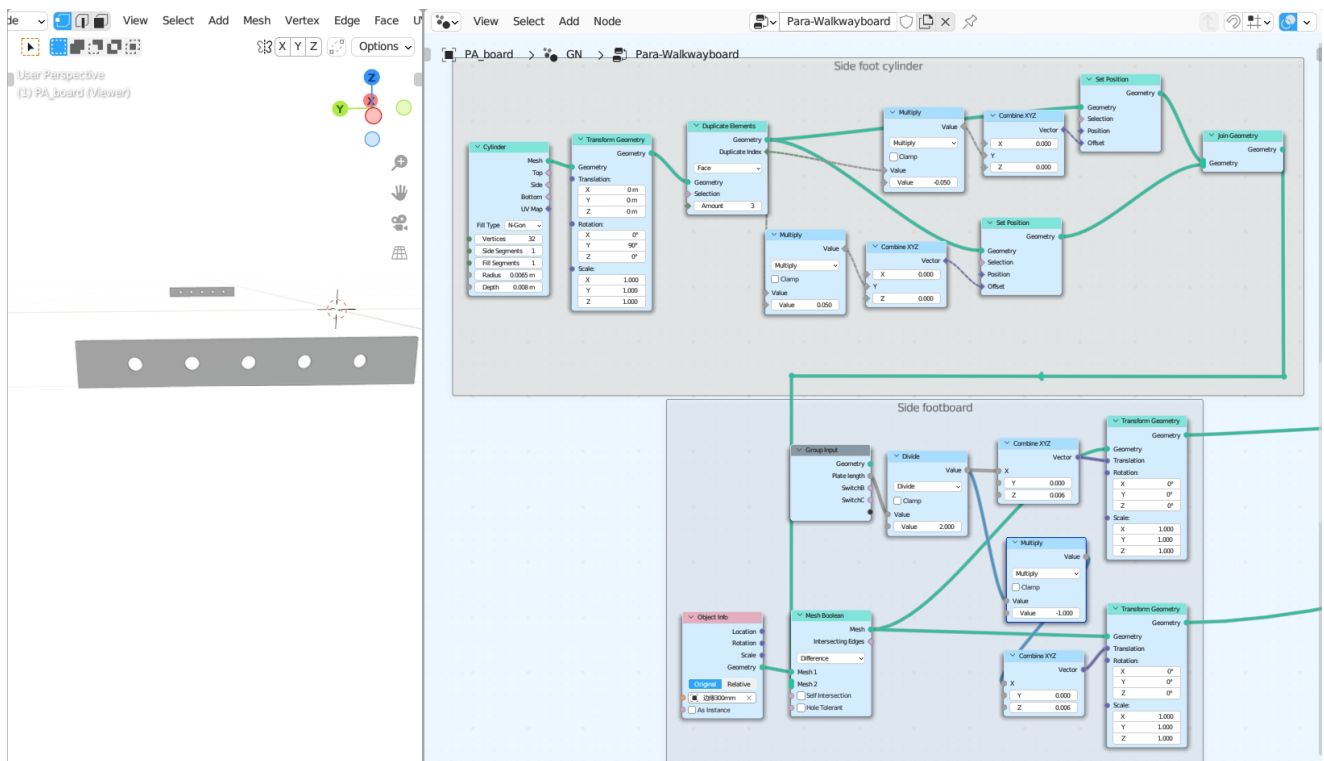 de
View Select Add Mesh Vertex Edge Face U
X Y Z
Options
User Perspective
(1) PA_board (Viewer)
Z
Y
X
View Select Add Node
Para-Walkwayboard
PA_board > GN > Para-Walkwayboard
Side foot cylinder
Cylinder
Mesh
Top
Side
Bottom
UV Map
Fill Type N-Gon
Vertices 32
Side Segments 1
Fill Segments 1
Radius 0.0065 m
Depth 0.008 m
Transform Geometry
Geometry
Geometry
Translation:
X 0 m
Y 0 m
Z 0 m
Rotation:
X 0°
Y 90°
Z 0°
Scale:
X 1.000
Y 1.000
Z 1.000
Duplicate Elements
Geometry
Duplicate Index
Face
Geometry
Selection
Amount 3
Multiply
Value
Multiply
Clamp
Value
Value -0.050
Combine XYZ
Vector
X 0.000
Y
Z 0.000
Set Position
Geometry
Geometry
Selection
Position
Offset
Join Geometry
Geometry
Geometry
Multiply
Value
Multiply
Clamp
Value
Value 0.050
Combine XYZ
Vector
X 0.000
Y
Z 0.000
Set Position
Geometry
Geometry
Selection
Position
Offset
Side footboard
Group Input
Geometry
Plate length
SwitchB
SwitchC
Divide
Value
Divide
Clamp
Value
Value 2.000
Combine XYZ
Vector
X
Y 0.000
Z 0.006
Transform Geometry
Geometry
Geometry
Translation
Rotation:
X 0°
Y 0°
Z 0°
Scale:
X 1.000
Y 1.000
Z 1.000
Multiply
Value
Multiply
Clamp
Value
Value -1.000
Object Info
Location
Rotation
Scale
Geometry
Original Relative
As Instance
Mesh Boolean
Mesh
Intersecting Edges
Difference
Mesh 1
Mesh 2
Self Intersection
Hole Tolerant
Combine XYZ
Vector
X
Y 0.000
Z 0.006
Transform Geometry
Geometry
Geometry
Translation
Rotation:
X 0°
Y 0°
Z 0°
Scale:
X 1.000
Y 1.000
Z 1.000